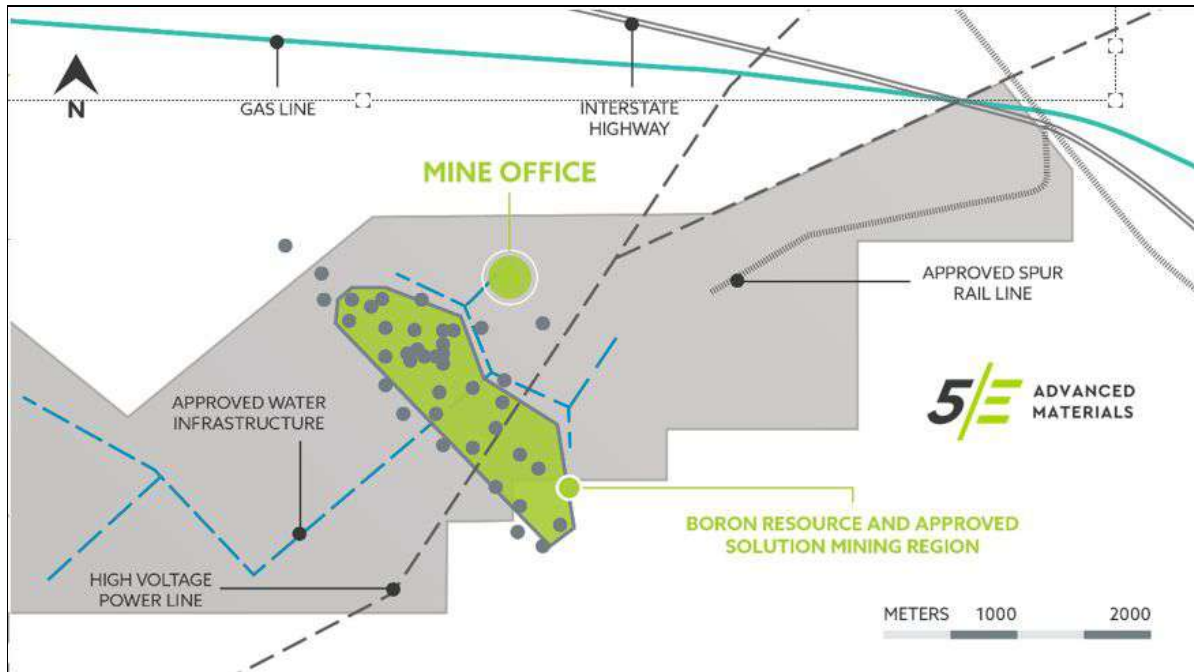 GAS LINE
INTERSTATE
HIGHWAY
N
MINE OFFICE
APPROVED SPUR
RAIL LINE
5E ADVANCED
MATERIALS
APPROVED WATER
INFRASTRUCTURE
BORON RESOURCE AND APPROVED
SOLUTION MINING REGION
HIGH VOLTAGE
POWER LINE
METERS 1000 2000